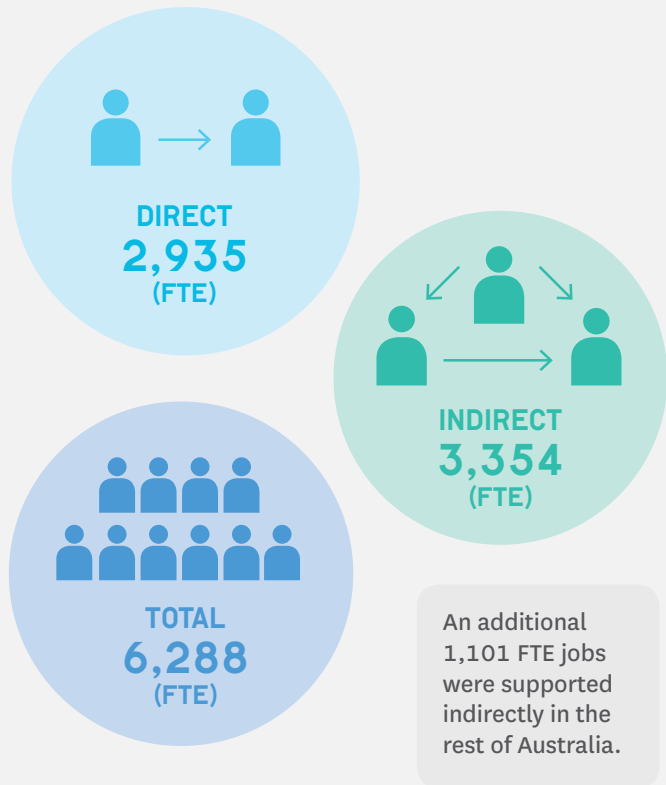 DIRECT
2,935
(FTE)
INDIRECT
3,354
(FTE)
TOTAL
6,288
(FTE)
An additional
1,101 FTE jobs
were supported
indirectly in the
rest of Australia.